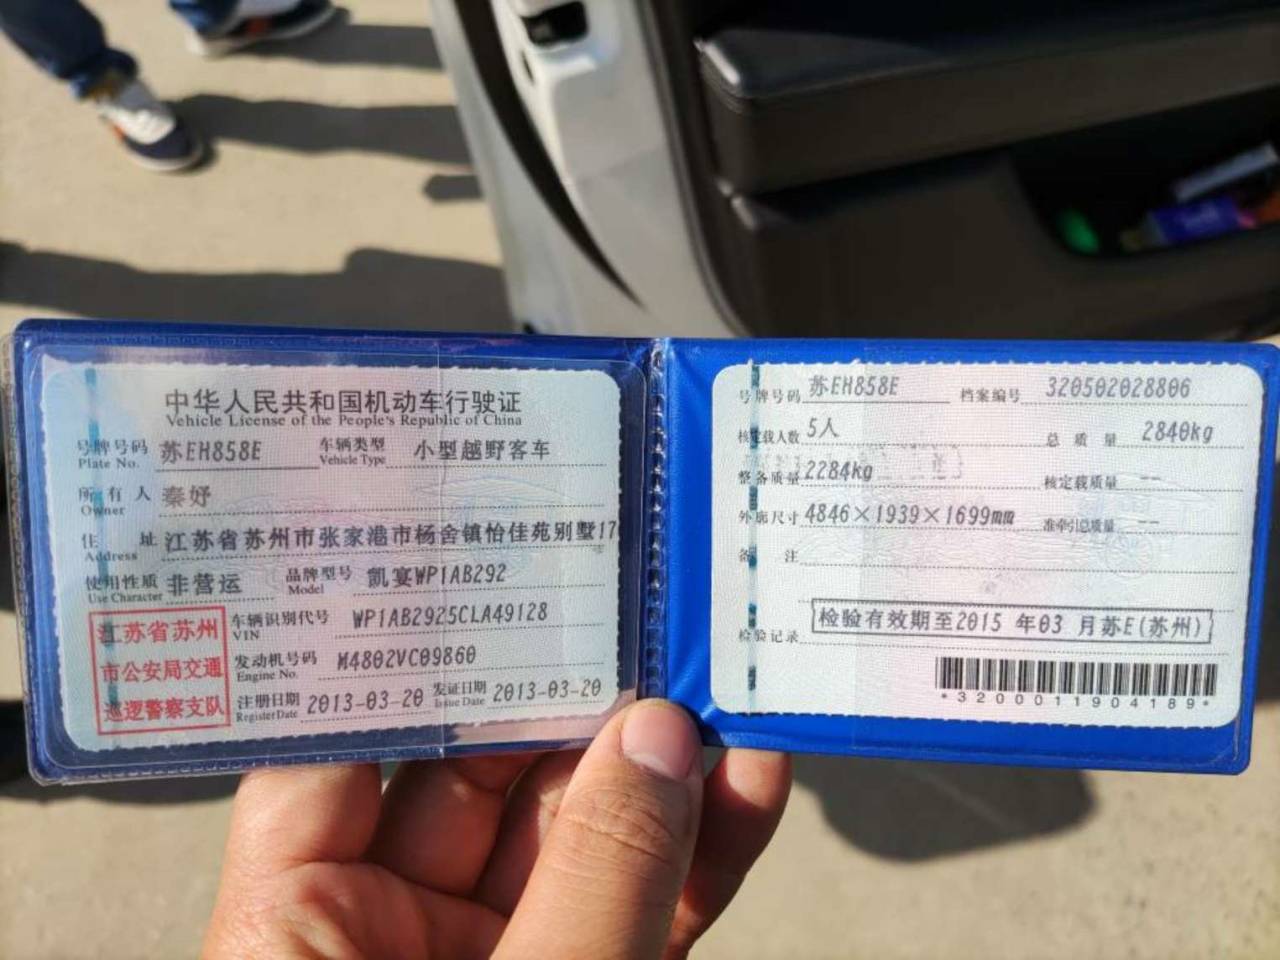 中华人民共和国机动车行驶证
Vehicle License of the People's Republic of China
号牌号码 苏EH858E 车辆类型 小型越野客车
Plate No. Vehicle Type
所有人 秦妤
Owner
住址 江苏省苏州市张家港市杨舍镇怡佳苑别墅17
Address
使用性质 非营运 品牌型号 凯宴WP1AB292
Use Character Model
江苏省苏州
市公安局交通
巡逻警察支队
车辆识别代号 WP1AB2925CLA49128
VIN
发动机号码 M4802VC09860
Engine No.
注册日期 2013-03-20 发证日期 2013-03-20
Register Date Issue Date
号牌号码 苏EH858E 档案编号 320502028806
核定载人数 5人 总质量 2840kg
整备质量 2284kg 核定载质量 --
外廓尺寸 4846×1939×1699mm 准牵引总质量 --
备注
检验记录 检验有效期至2015 年03 月苏E(苏州)
*3200011904189*